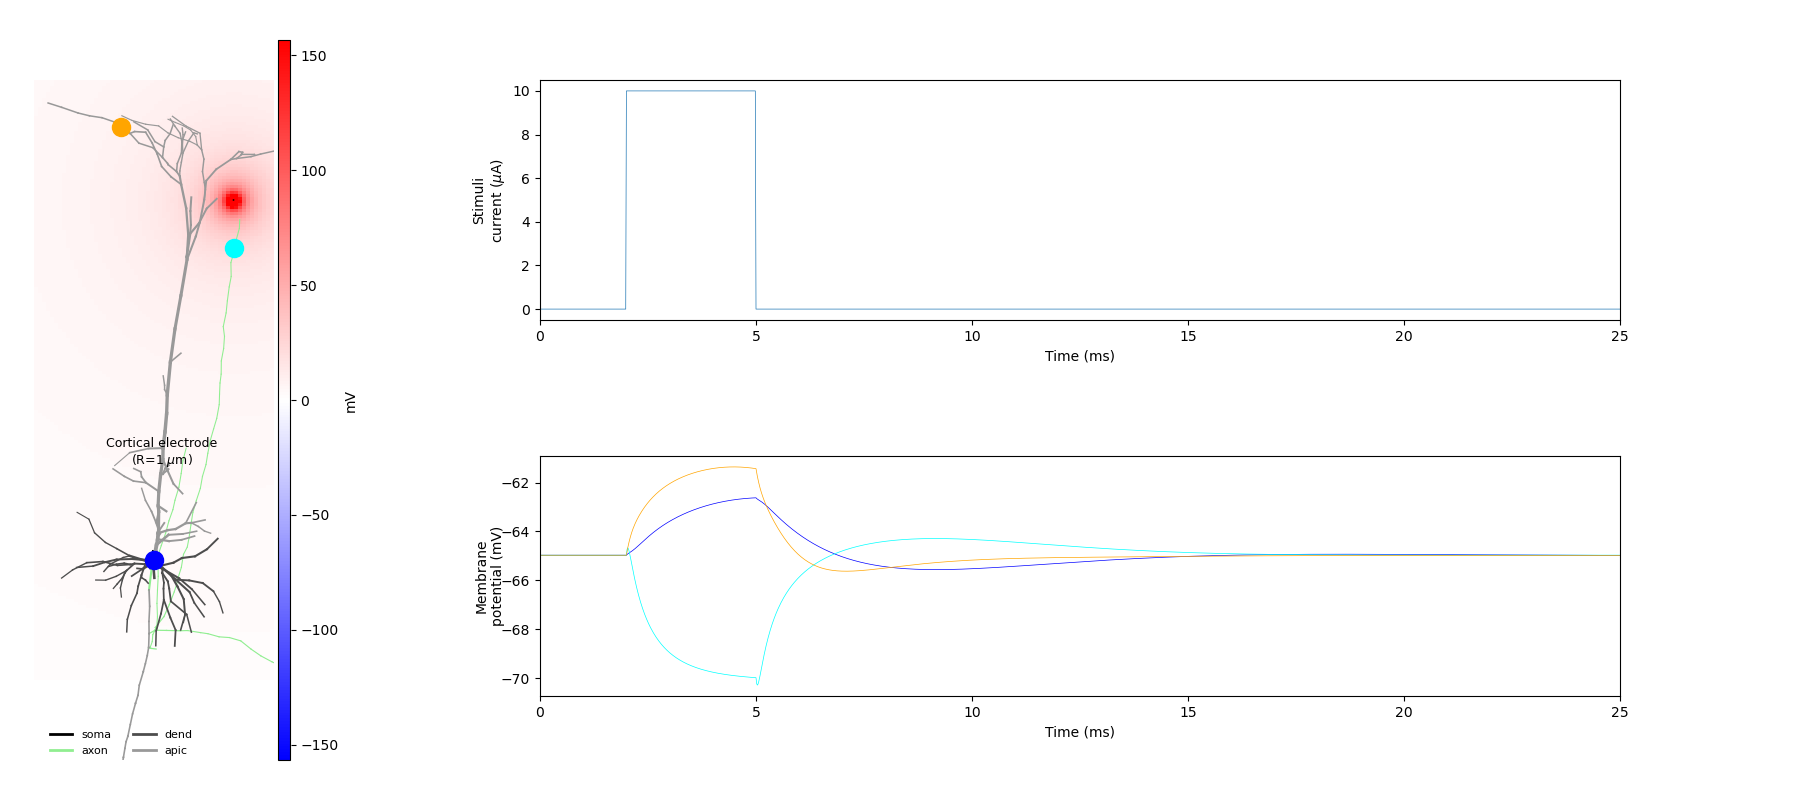 150
100
50
0
−50
−100
−150
mV
Cortical electrode
(R=1 μm)
soma
dend
axon
apic
10
8
6
4
2
0
Stimuli
current (μA)
0
5
10
15
20
25
Time (ms)
−62
−64
−66
−68
−70
Membrane
potential (mV)
0
5
10
15
20
25
Time (ms)